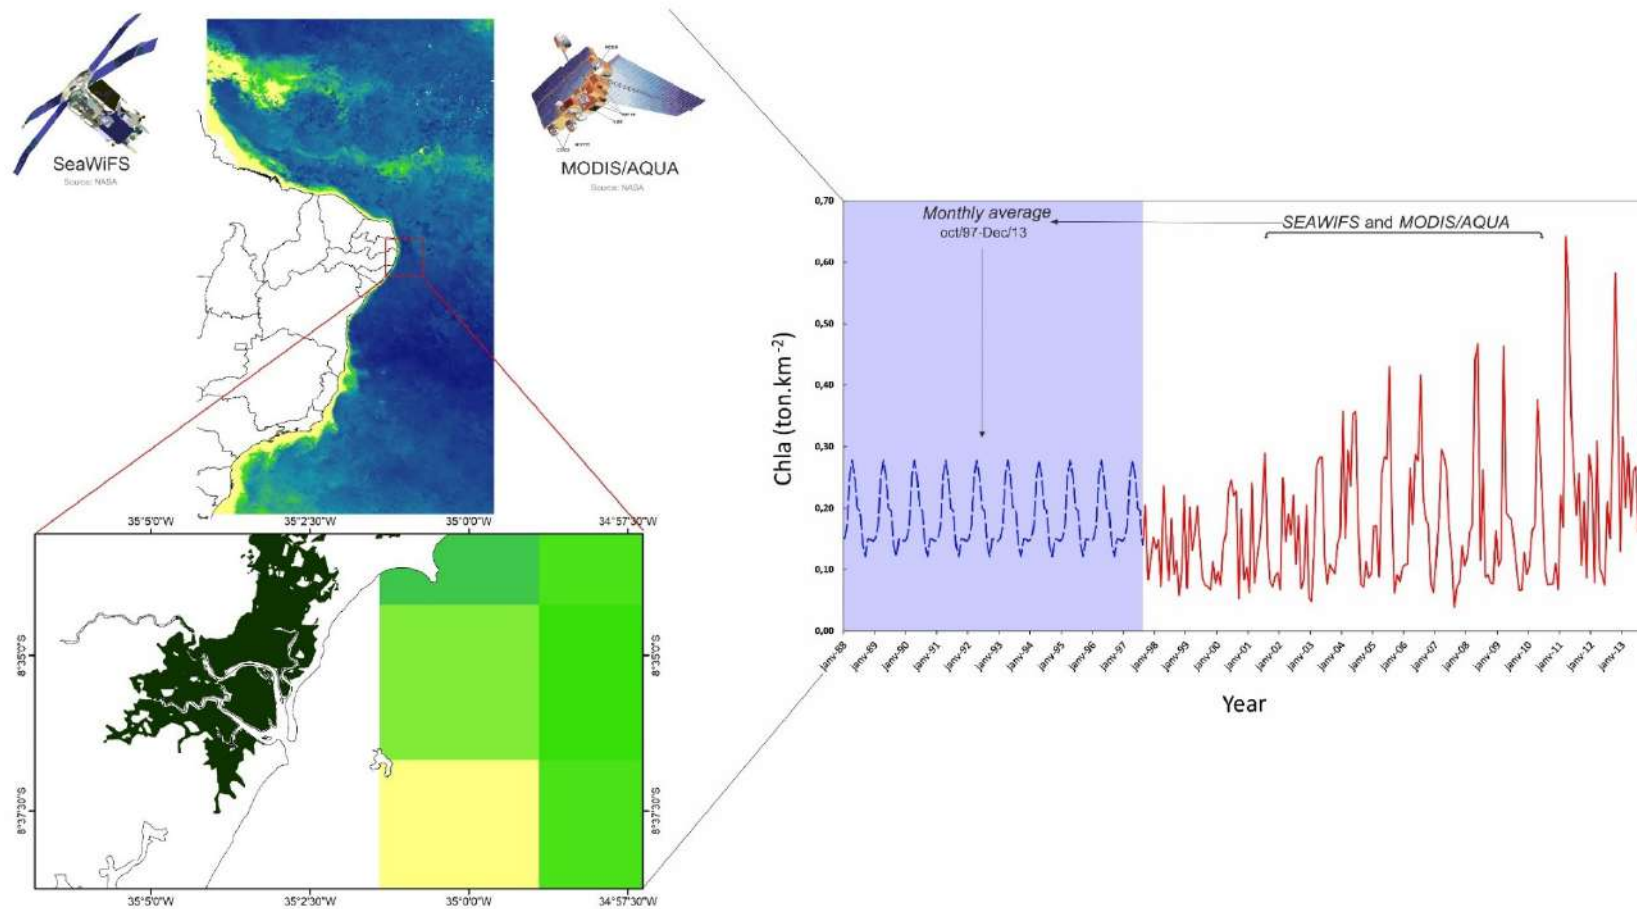 SeaWiFS
Source: NASA
MODIS/AQUA
Source: NASA
35°5'0"W
35°2'30"W
35°0'0"W
34°57'30"W
8°35'0"S
8°37'30"S
8°35'0"S
8°37'30"S
35°5'0"W
35°2'30"W
35°0'0"W
34°57'30"W
Monthly average
oct/97-Dec/13
SEAWIFS and MODIS/AQUA
Chla (ton.km-2)
0,70
0,60
0,50
0,40
0,30
0,20
0,10
0,00
janv-88
janv-89
janv-90
janv-91
janv-92
janv-93
janv-94
janv-95
janv-96
janv-97
janv-98
janv-99
janv-00
janv-01
janv-02
janv-03
janv-04
janv-05
janv-06
janv-07
janv-08
janv-09
janv-10
janv-11
janv-12
janv-13
Year